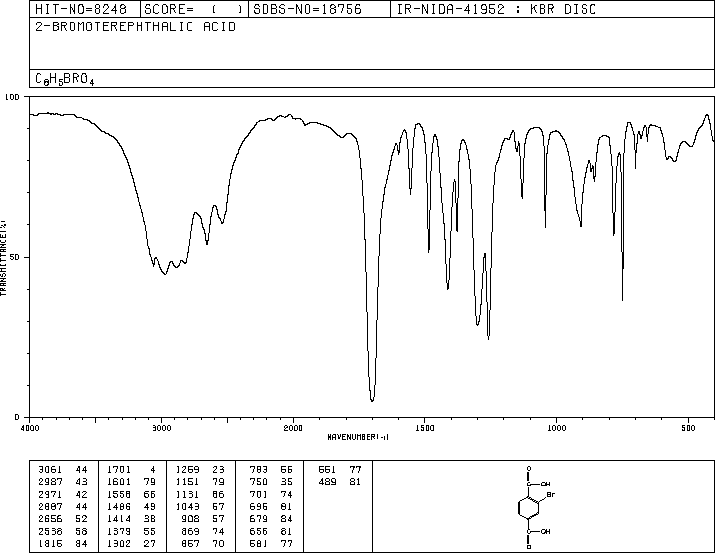 HIT-NO=8248 SCORE= ( ) SDBS-NO=18756 IR-NIDA-41952 : KBR DISC
2-BROMOTEREPHTHALIC ACID
C8H5BRO4
100
50
0
TRANSMITTANCE(%)
4000 3000 2000 1500 1000 500
WAVENUMBER(-1)
3061 44 1701 4 1259 23 783 55 551 77
2987 43 1601 79 1151 79 750 35 489 81
2971 42 1558 66 1131 66 701 74
2887 44 1486 49 1043 57 696 81
2656 52 1414 38 908 57 679 84
2538 58 1379 55 869 74 656 81
1816 84 1302 27 857 70 581 77
O
C OH
Br
C OH
O